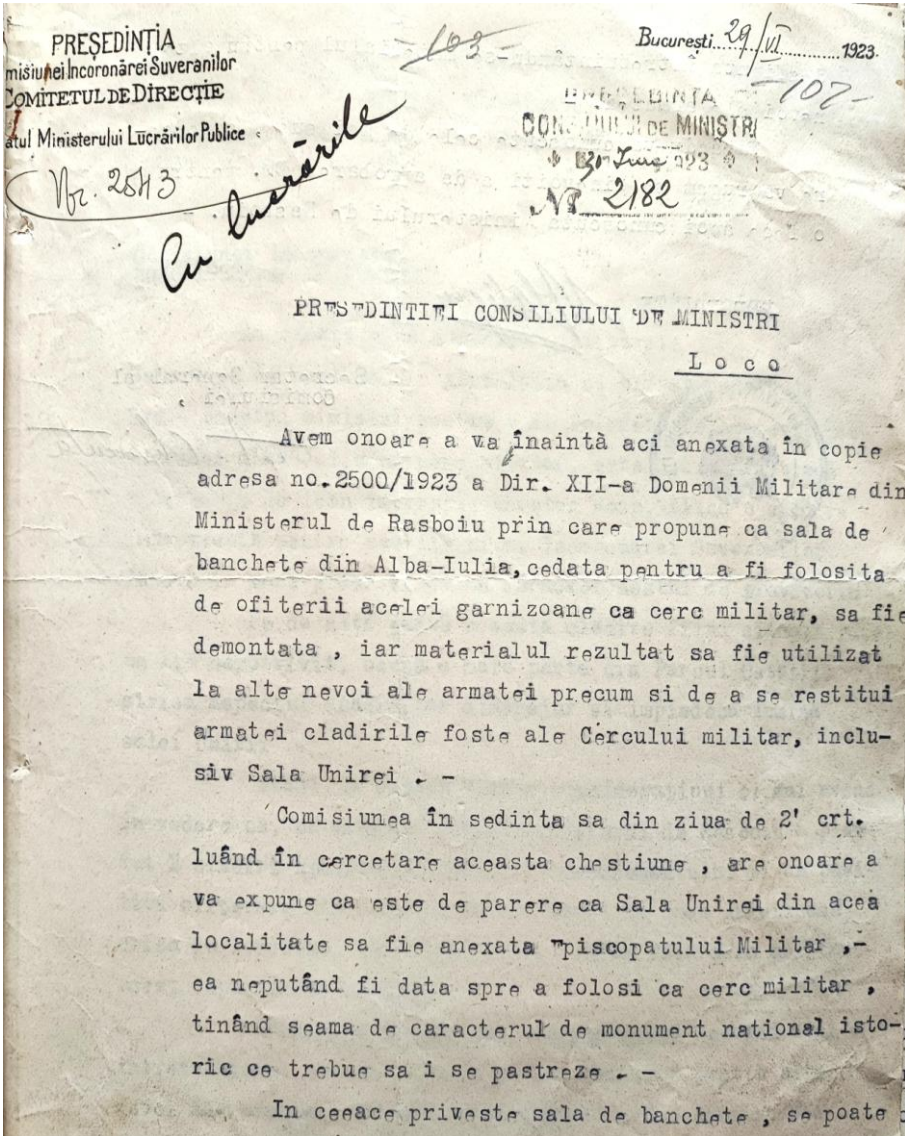 PREȘEDINȚIA
misiunei Incoronărei Suveranilor
COMITETUL DE DIRECȚIE
atul Ministerului Lucrărilor Publice
Nr. 2543
Cu lucrările
103
București 29/VI 1923
-102-
CONSILIULUI DE MINIȘTRI
30 Iunie 923
No 2182
PRESEDINTIEI CONSILIULUI DE MINISTRI
Loco
Avem onoare a va înaintà aci anexata în copie
adresa no.2500/1923 a Dir. XII-a Domenii Militare din
Ministerul de Rasboiu prin care propune ca sala de
banchete din Alba-Iulia, cedata pentru a fi folosita
de ofiterii acelei garnizoane ca cerc militar, sa fie
demontata , iar materialul rezultat sa fie utilizat
la alte nevoi ale armatei precum si de a se restitui
armatei cladirile foste ale Cercului militar, inclu-
siv Sala Unirei . -
Comisiunea în sedinta sa din ziua de 2' crt.
luând în cercetare aceasta chestiune , are onoare a
va expune ca este de parere ca Sala Unirei din acea
localitate sa fie anexata Episcopatului Militar ,-
ea neputând fi data spre a folosi ca cerc militar ,
tinând seama de caracterul de monument national isto-
ric ce trebue sa i se pastreze . -
In ceeace priveste sala de banchete , se poate